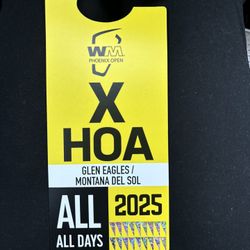 WM
PHOENIX OPEN
X
HOA
GLEN EAGLES /
MONTANA DEL SOL
ALL
ALL DAYS
2025